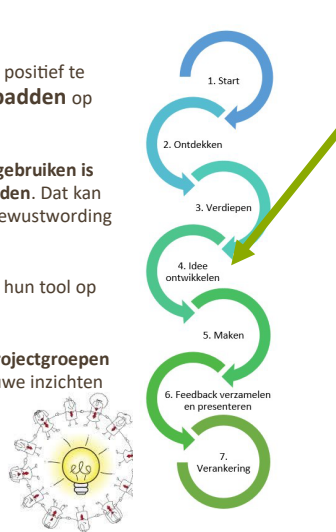 positief te
padden op
gebruiken is
den. Dat kan
ewustwording
hun tool op
rojectgroepen
uwe inzichten
1. Start
2. Ontdekken
3. Verdiepen
4. Idee
ontwikkelen
5. Maken
6. Feedback verzamelen
en presenteren
7.
Verankering